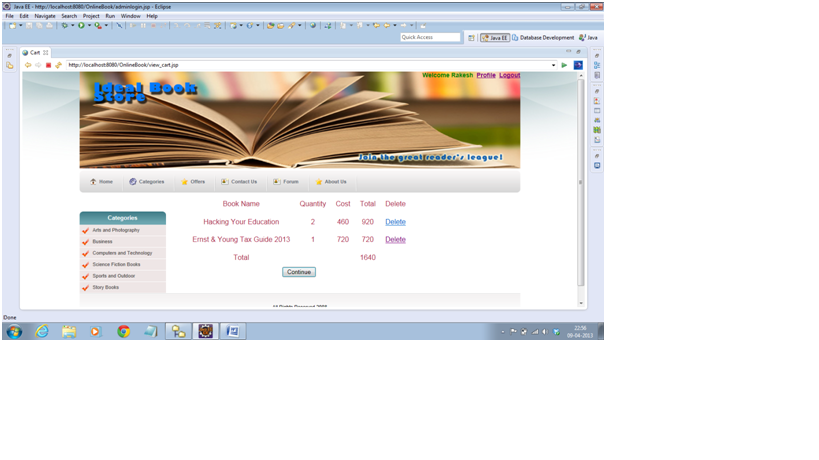 Java EE - http://localhost:8080/OnlineBook/adminlogin.jsp - Eclipse
File Edit Navigate Search Project Run Window Help
Quick Access
Java EE Database Development Java
Cart
http://localhost:8080/OnlineBook/view_cart.jsp
Welcome Rakesh Profile Logout
Ideal Book
Store
Join the great reader's league!
Home Categories Offers Contact Us Forum About Us
Book Name Quantity Cost Total Delete
Hacking Your Education 2 460 920 Delete
Ernst & Young Tax Guide 2013 1 720 720 Delete
Total 1640
Continue
Categories
Arts and Photography
Business
Computers and Technology
Science Fiction Books
Sports and Outdoor
Story Books
Done
22:56
08-04-2013